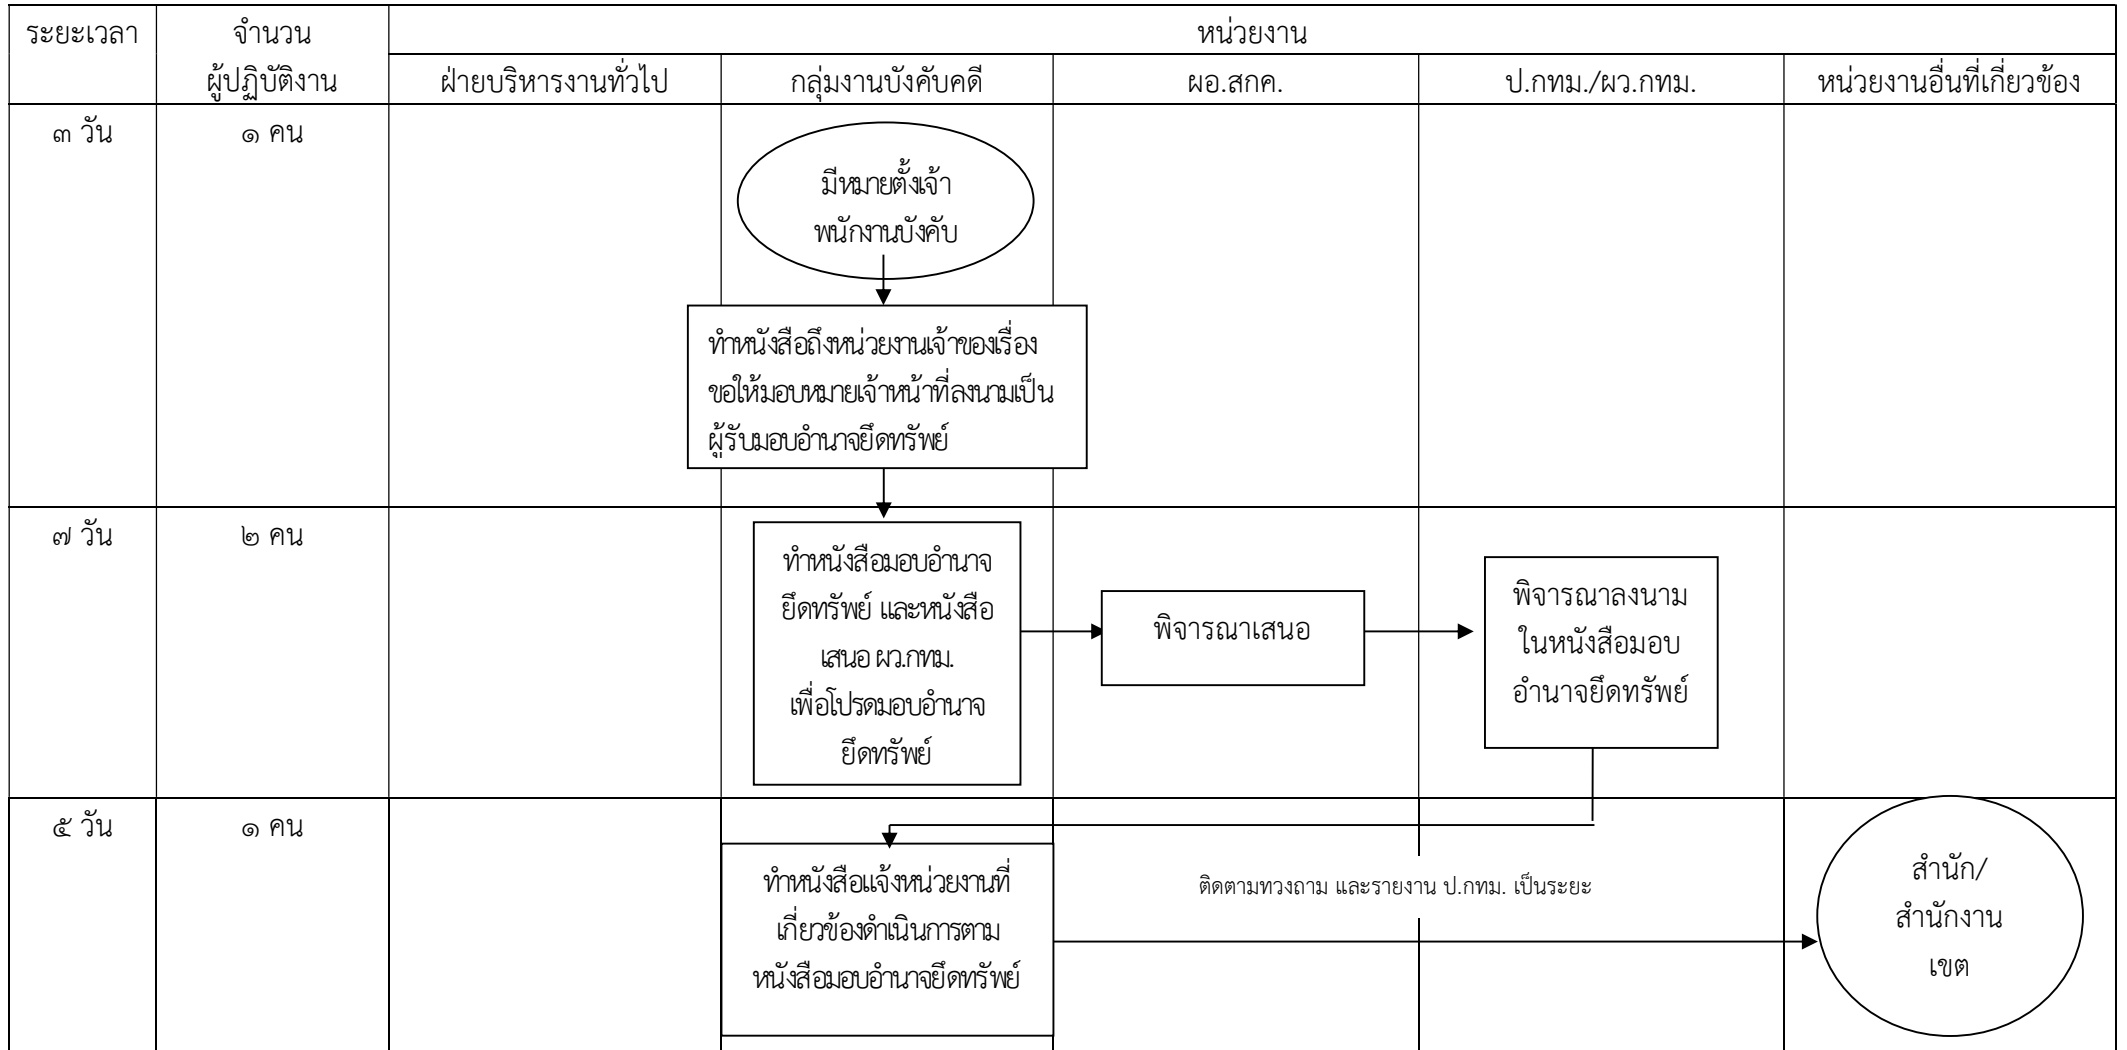 ระยะเวลา
จำนวน
ผู้ปฏิบัติงาน
หน่วยงาน
ฝ่ายบริหารงานทั่วไป
กลุ่มงานบังคับคดี
ผอ.สกค.
ป.กทม./ผว.กทม.
หน่วยงานอื่นที่เกี่ยวข้อง
๓ วัน
๑ คน
มีหมายตั้งเจ้า
พนักงานบังคับ
ทำหนังสือถึงหน่วยงานเจ้าของเรื่อง
ขอให้มอบหมายเจ้าหน้าที่ลงนามเป็น
ผู้รับมอบอำนาจยึดทรัพย์
๗ วัน
๒ คน
ทำหนังสือมอบอำนาจ
ยึดทรัพย์ และหนังสือ
เสนอ ผว.กทม.
เพื่อโปรดมอบอำนาจ
ยึดทรัพย์
พิจารณาเสนอ
พิจารณาลงนาม
ในหนังสือมอบ
อำนาจยึดทรัพย์
๕ วัน
๑ คน
ทำหนังสือแจ้งหน่วยงานที่
เกี่ยวข้องดำเนินการตาม
หนังสือมอบอำนาจยึดทรัพย์
ติดตามทวงถาม และรายงาน ป.กทม. เป็นระยะ
สำนัก/
สำนักงาน
เขต